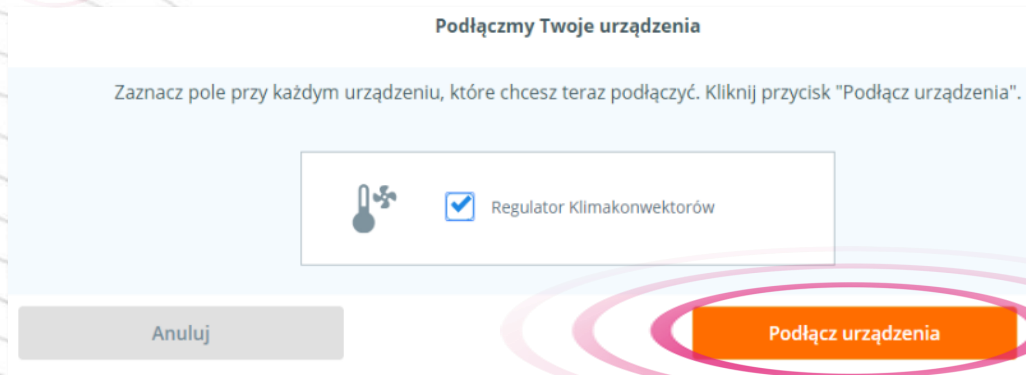 Podłączmy Twoje urządzenia
Zaznacz pole przy każdym urządzeniu, które chcesz teraz podłączyć. Kliknij przycisk "Podłącz urządzenia".
Regulator Klimakonwektorów
Anuluj
Podłącz urządzenia